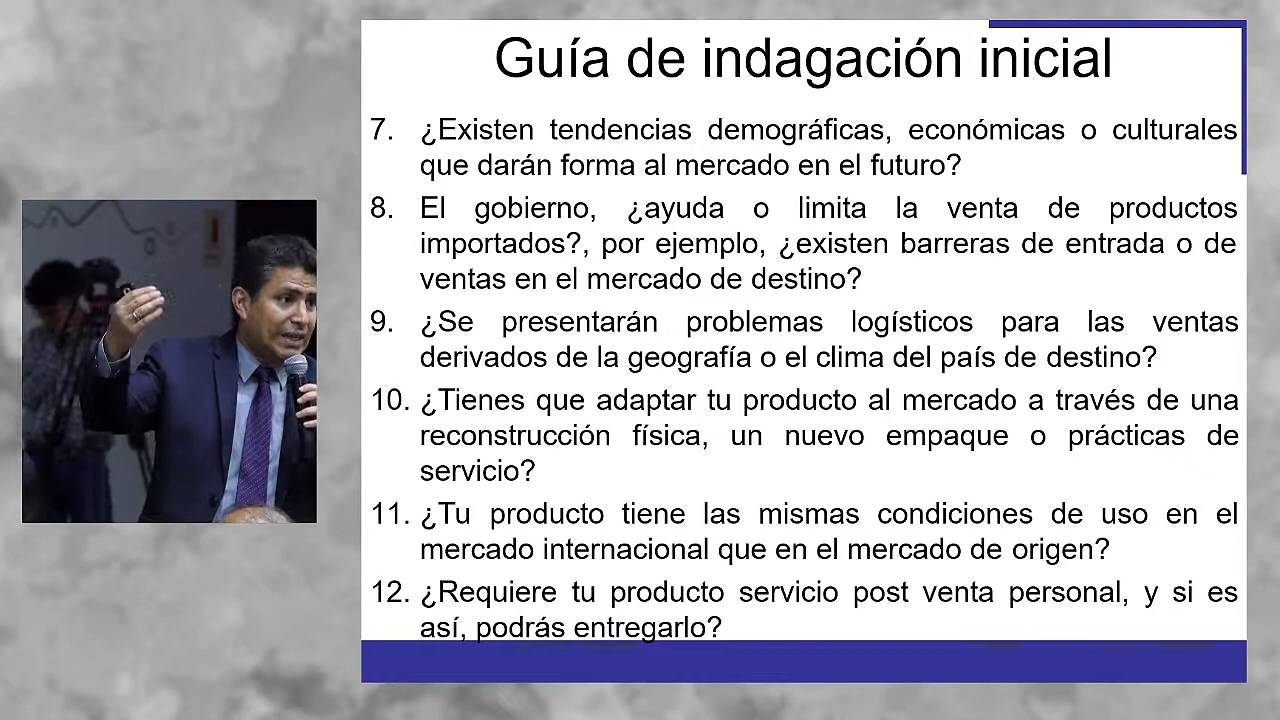 Guía de indagación inicial
7. ¿Existen tendencias demográficas, económicas o culturales
que darán forma al mercado en el futuro?
8. El gobierno, ¿ayuda o limita la venta de productos
importados?, por ejemplo, ¿existen barreras de entrada o de
ventas en el mercado de destino?
9. ¿Se presentarán problemas logísticos para las ventas
derivados de la geografía o el clima del país de destino?
10. ¿Tienes que adaptar tu producto al mercado a través de una
reconstrucción física, un nuevo empaque o prácticas de
servicio?
11. ¿Tu producto tiene las mismas condiciones de uso en el
mercado internacional que en el mercado de origen?
12. ¿Requiere tu producto servicio post venta personal, y si es
así, podrás entregarlo?